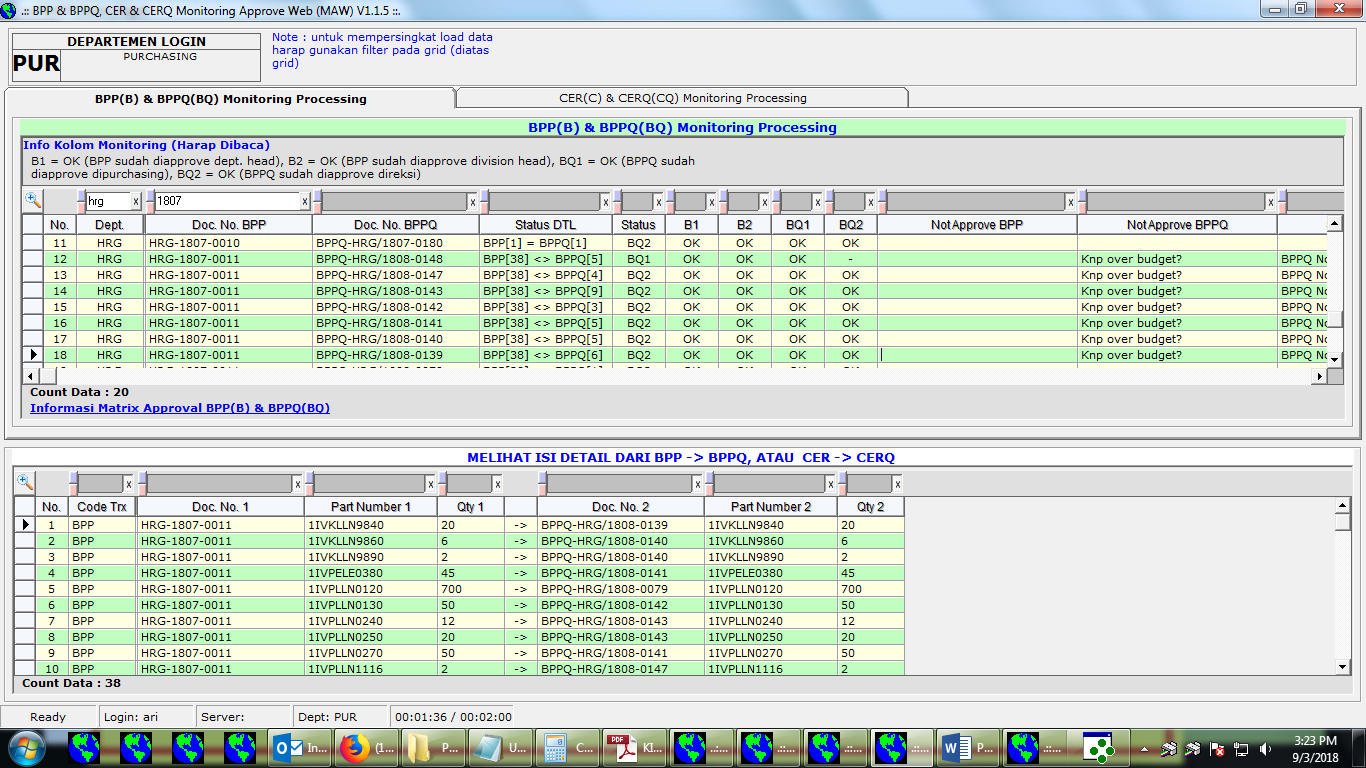 .:: BPP & BPPQ, CER & CERQ Monitoring Approve Web (MAW) V1.1.5 ::.
DEPARTEMEN LOGIN
PUR PURCHASING
Note : untuk mempersingkat load data
harap gunakan filter pada grid (diatas
grid)
BPP(B) & BPPQ(BQ) Monitoring Processing CER(C) & CERQ(CQ) Monitoring Processing
BPP(B) & BPPQ(BQ) Monitoring Processing
Info Kolom Monitoring (Harap Dibaca)
B1 = OK (BPP sudah diapprove dept. head), B2 = OK (BPP sudah diapprove division head), BQ1 = OK (BPPQ sudah
diapprove dipurchasing), BQ2 = OK (BPPQ sudah diapprove direksi)
hrg x 1807 x x x x x x x x x x
No. Dept. Doc. No. BPP Doc. No. BPPQ Status DTL Status B1 B2 BQ1 BQ2 NotApprove BPP NotApprove BPPQ
11 HRG HRG-1807-0010 BPPQ-HRG/1807-0180 BPP[1] = BPPQ[1] BQ2 OK OK OK OK
12 HRG HRG-1807-0011 BPPQ-HRG/1808-0148 BPP[38] <> BPPQ[5] BQ1 OK OK OK - Knp over budget? BPPQ No
13 HRG HRG-1807-0011 BPPQ-HRG/1808-0147 BPP[38] <> BPPQ[4] BQ2 OK OK OK OK Knp over budget? BPPQ No
14 HRG HRG-1807-0011 BPPQ-HRG/1808-0143 BPP[38] <> BPPQ[9] BQ2 OK OK OK OK Knp over budget? BPPQ No
15 HRG HRG-1807-0011 BPPQ-HRG/1808-0142 BPP[38] <> BPPQ[3] BQ2 OK OK OK OK Knp over budget? BPPQ No
16 HRG HRG-1807-0011 BPPQ-HRG/1808-0141 BPP[38] <> BPPQ[5] BQ2 OK OK OK OK Knp over budget? BPPQ No
17 HRG HRG-1807-0011 BPPQ-HRG/1808-0140 BPP[38] <> BPPQ[5] BQ2 OK OK OK OK Knp over budget? BPPQ No
18 HRG HRG-1807-0011 BPPQ-HRG/1808-0139 BPP[38] <> BPPQ[6] BQ2 OK OK OK OK Knp over budget? BPPQ No
Count Data : 20
Informasi Matrix Approval BPP(B) & BPPQ(BQ)
MELIHAT ISI DETAIL DARI BPP -> BPPQ, ATAU CER -> CERQ
x x x x x x x
No. Code Trx Doc. No. 1 Part Number 1 Qty 1 Doc. No. 2 Part Number 2 Qty 2
1 BPP HRG-1807-0011 1IVKLLN9840 20 -> BPPQ-HRG/1808-0139 1IVKLLN9840 20
2 BPP HRG-1807-0011 1IVKLLN9860 6 -> BPPQ-HRG/1808-0140 1IVKLLN9860 6
3 BPP HRG-1807-0011 1IVKLLN9890 2 -> BPPQ-HRG/1808-0140 1IVKLLN9890 2
4 BPP HRG-1807-0011 1IVPELE0380 45 -> BPPQ-HRG/1808-0141 1IVPELE0380 45
5 BPP HRG-1807-0011 1IVPLLN0120 700 -> BPPQ-HRG/1808-0079 1IVPLLN0120 700
6 BPP HRG-1807-0011 1IVPLLN0130 50 -> BPPQ-HRG/1808-0142 1IVPLLN0130 50
7 BPP HRG-1807-0011 1IVPLLN0240 12 -> BPPQ-HRG/1808-0143 1IVPLLN0240 12
8 BPP HRG-1807-0011 1IVPLLN0250 20 -> BPPQ-HRG/1808-0143 1IVPLLN0250 20
9 BPP HRG-1807-0011 1IVPLLN0270 50 -> BPPQ-HRG/1808-0141 1IVPLLN0270 50
10 BPP HRG-1807-0011 1IVPLLN1116 2 -> BPPQ-HRG/1808-0147 1IVPLLN1116 2
Count Data : 38
Ready Login: ari Server: Dept: PUR 00:01:36 / 00:02:00
In... (1... P... U... C... KI... .::... .::... .::... .::... P... .::...
3:23 PM
9/3/2018